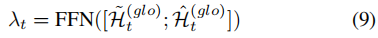 λ_t = FFN([\tilde{\mathcal{H}}_t^{(glo)}; \hat{\mathcal{H}}_t^{(glo)}]) (9)